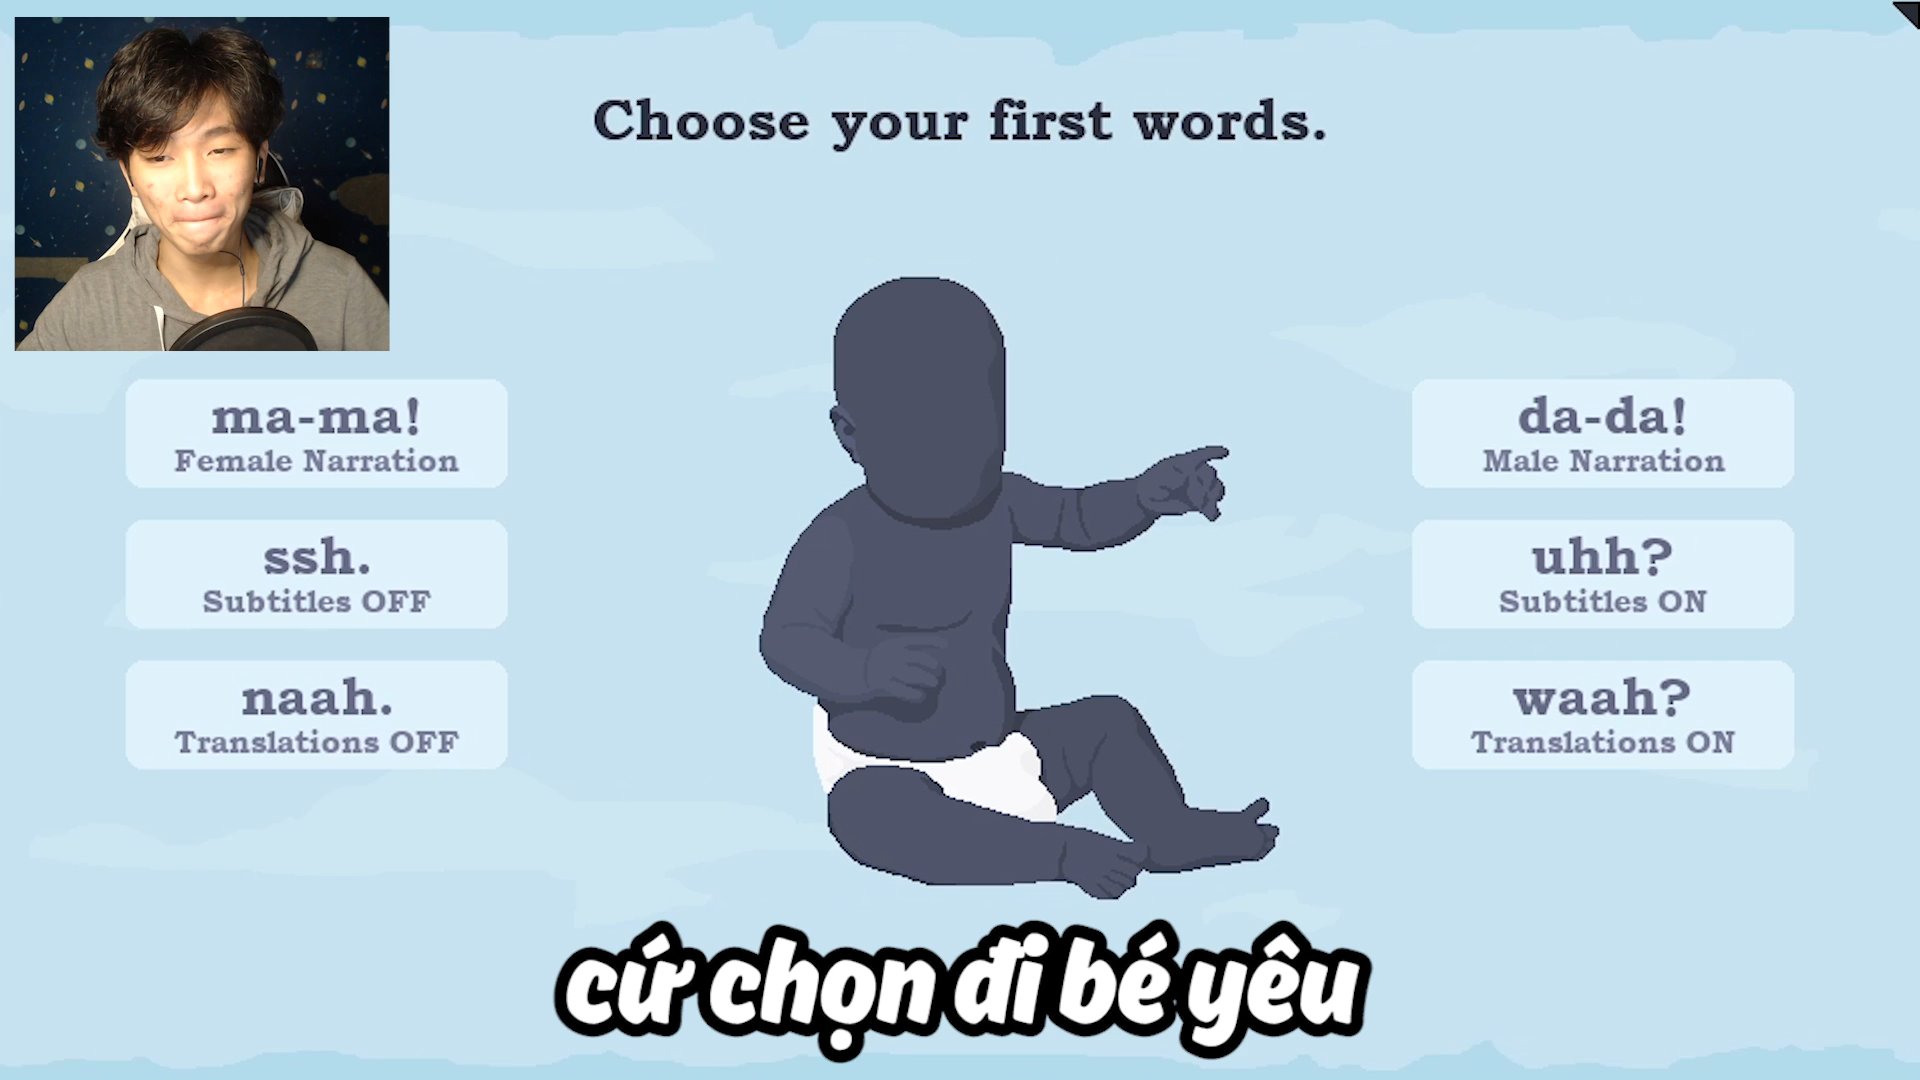 Choose your first words.
ma-ma!
Female Narration
da-da!
Male Narration
ssh.
Subtitles OFF
uhh?
Subtitles ON
naah.
Translations OFF
waah?
Translations ON
cứ chọn đi bé yêu